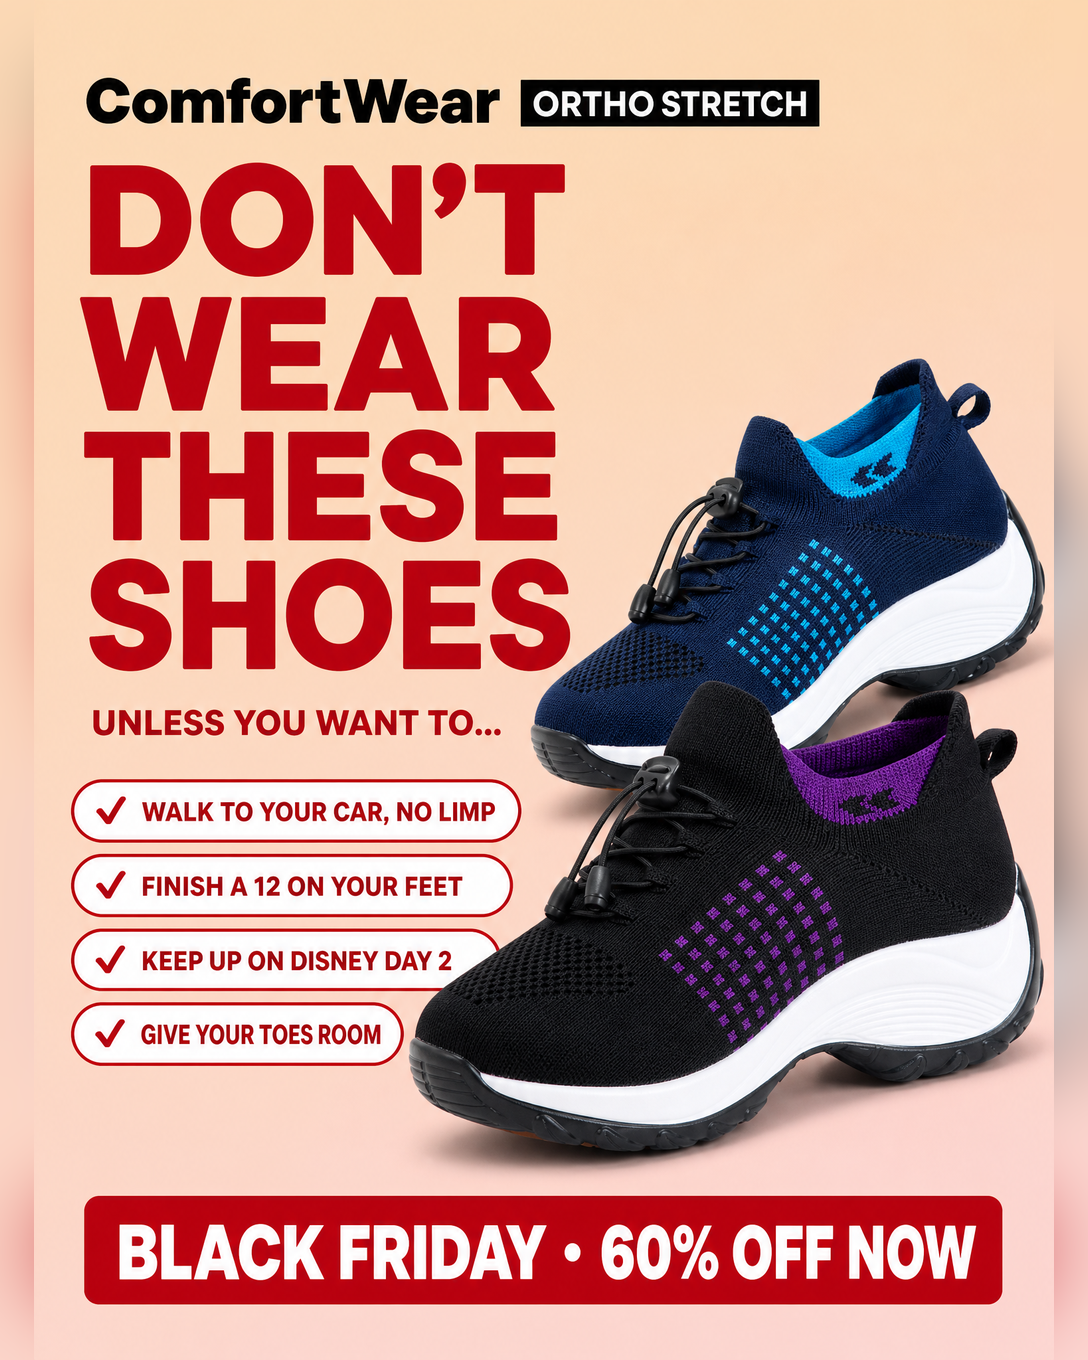 ComfortWear ORTHO STRETCH
DON'T
WEAR
THESE
SHOES
UNLESS YOU WANT TO...
WALK TO YOUR CAR, NO LIMP
FINISH A 12 ON YOUR FEET
KEEP UP ON DISNEY DAY 2
GIVE YOUR TOES ROOM
BLACK FRIDAY • 60% OFF NOW